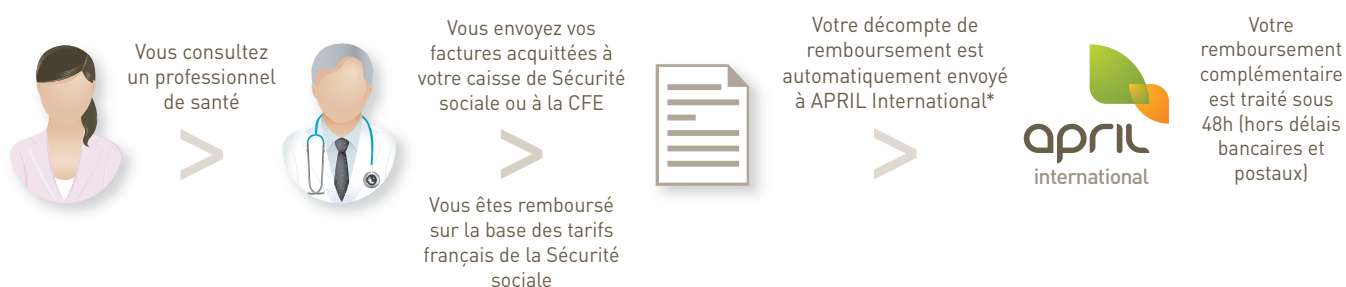 Vous consultez
un professionnel
de santé
>
Vous envoyez vos
factures acquittées à
votre caisse de Sécurité
sociale ou à la CFE
>
Vous êtes remboursé
sur la base des tarifs
français de la Sécurité
sociale
Votre décompte de
remboursement est
automatiquement envoyé
à APRIL International*
>
april
international
Votre
remboursement
complémentaire
est traité sous
48h (hors délais
bancaires et
postaux)